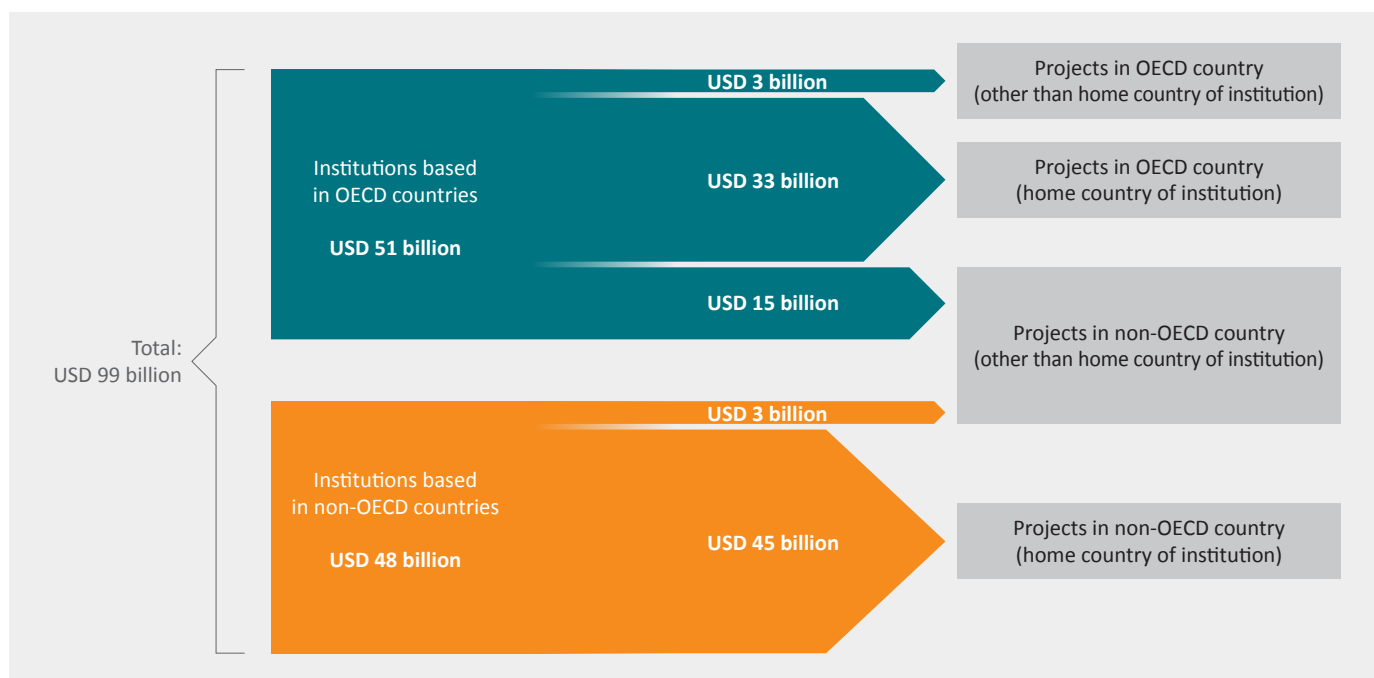 Total:
USD 99 billion
Institutions based
in OECD countries
USD 51 billion
USD 3 billion
USD 33 billion
USD 15 billion
Projects in OECD country
(other than home country of institution)
Projects in OECD country
(home country of institution)
Projects in non-OECD country
(other than home country of institution)
Institutions based
in non-OECD countries
USD 48 billion
USD 3 billion
USD 45 billion
Projects in non-OECD country
(home country of institution)